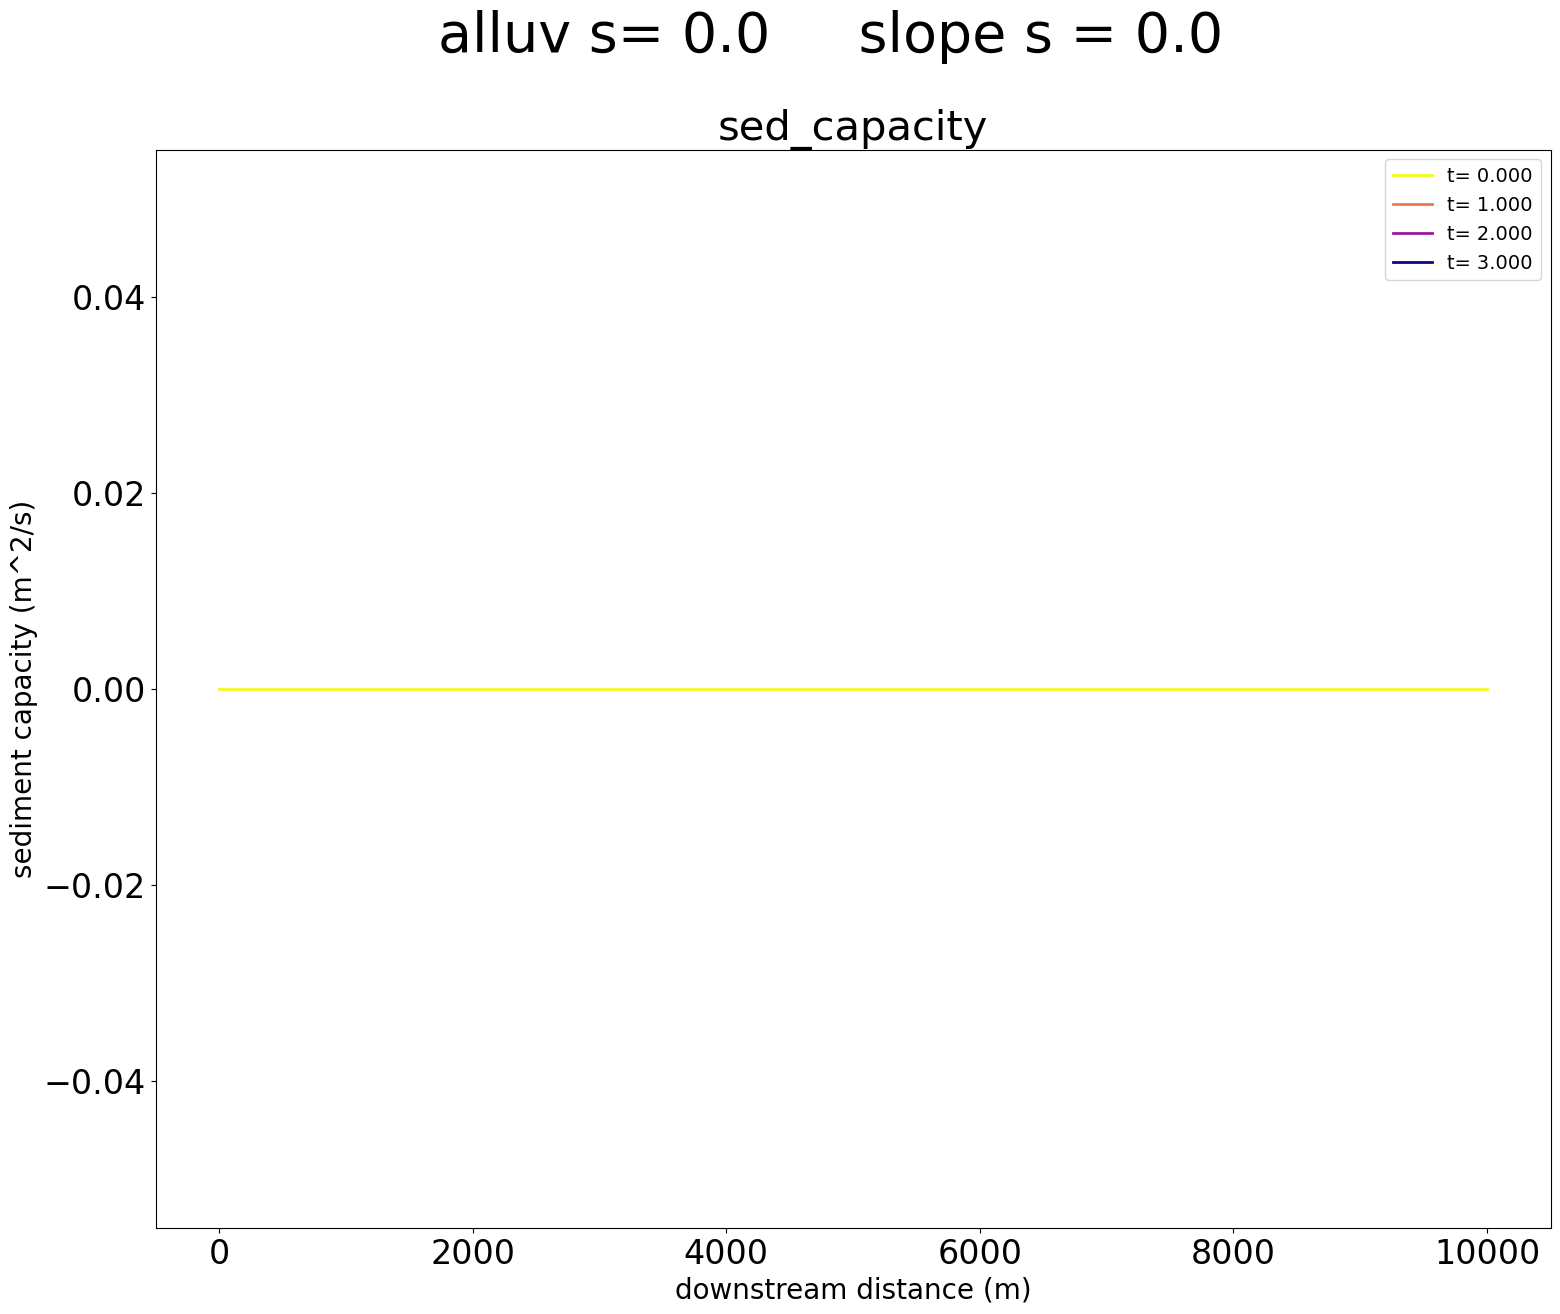 alluv s= 0.0     slope s = 0.0
sed_capacity
t= 0.000
t= 1.000
t= 2.000
t= 3.000
0.04
0.02
0.00
−0.02
−0.04
sediment capacity (m^2/s)
0 2000 4000 6000 8000 10000
downstream distance (m)